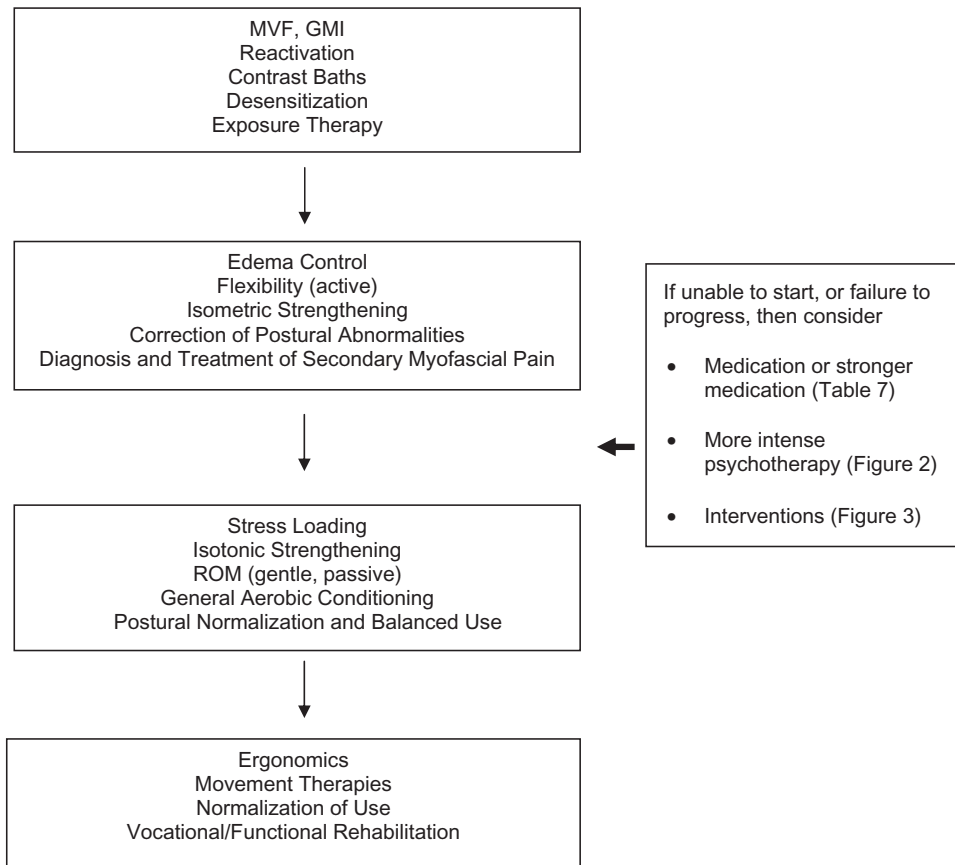 MVF, GMI
Reactivation
Contrast Baths
Desensitization
Exposure Therapy
Edema Control
Flexibility (active)
Isometric Strengthening
Correction of Postural Abnormalities
Diagnosis and Treatment of Secondary Myofascial Pain
If unable to start, or failure to
progress, then consider
• Medication or stronger
medication (Table 7)
• More intense
psychotherapy (Figure 2)
• Interventions (Figure 3)
Stress Loading
Isotonic Strengthening
ROM (gentle, passive)
General Aerobic Conditioning
Postural Normalization and Balanced Use
Ergonomics
Movement Therapies
Normalization of Use
Vocational/Functional Rehabilitation